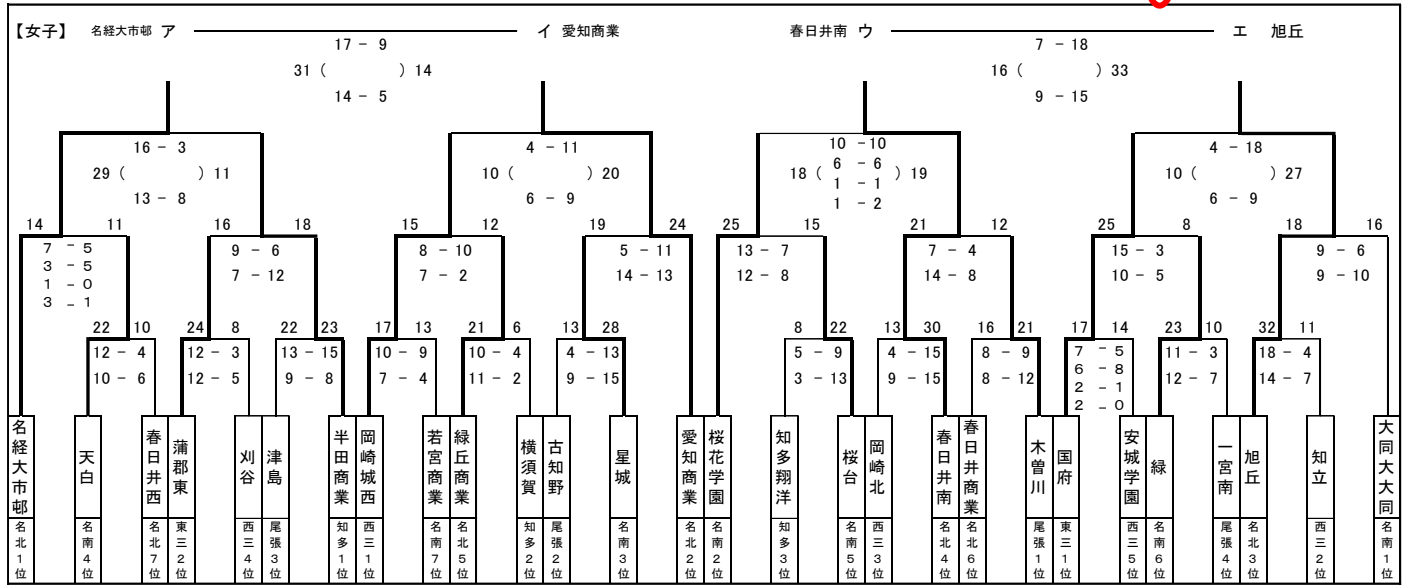 【女子】 名経大市邨 ア イ 愛知商業 春日井南 ウ エ 旭丘
17 - 9 7 - 18
31 ( ) 14 16 ( ) 33
14 - 5 9 - 15
16 - 3 4 - 11 10 -10 4 - 18
29 ( ) 11 10 ( ) 20 18 ( 6 - 6 ) 19 10 ( ) 27
1 - 1
13 - 8 6 - 9 1 - 2 6 - 9
14 11 16 18 15 12 19 24 25 15 21 12 25 8 18 16
7 - 5 9 - 6 8 - 10 5 - 11 13 - 7 7 - 4 15 - 3 9 - 6
3 - 5 7 - 12 7 - 2 14 - 13 12 - 8 14 - 8 10 - 5 9 - 10
1 - 0
3 - 1
22 10 24 8 22 23 17 13 21 6 13 28 8 22 13 30 16 21 17 14 23 10 32 11
12 - 4 12 - 3 13 - 15 10 - 9 10 - 4 4 - 13 5 - 9 4 - 15 8 - 9 7 - 5 11 - 3 18 - 4
10 - 6 12 - 5 9 - 8 7 - 4 11 - 2 9 - 15 3 - 13 9 - 15 8 - 12 6 - 8 12 - 7 14 - 7
2 - 1
2 - 0
名経大市邨
名北1位
天白
名南4位
春日井西
名北7位
蒲郡東
東三2位
刈谷
西三4位
津島
尾張3位
半田商業
知多1位
岡崎城西
西三1位
若宮商業
名南7位
緑丘商業
名北5位
横須賀
知多2位
古知野
尾張2位
星城
名南3位
愛知商業
名北2位
桜花学園
名南2位
知多翔洋
知多3位
桜台
名南5位
岡崎北
西三3位
春日井南
名北4位
春日井商業
名北6位
木曽川
尾張1位
国府
東三1位
安城学園
西三5位
緑
名南6位
一宮南
尾張4位
旭丘
名北3位
知立
西三2位
大同大大同
名南1位